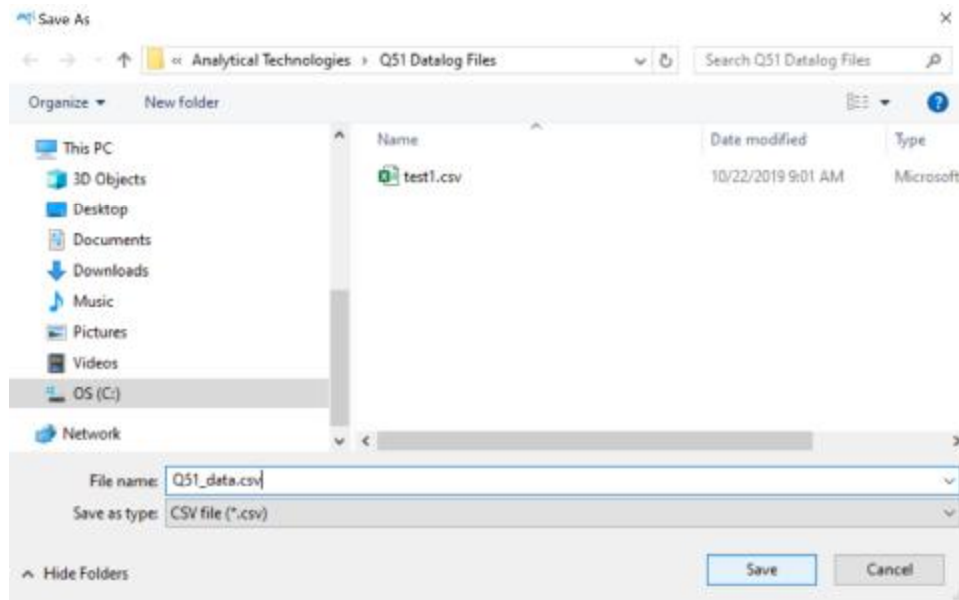 Save As
« Analytical Technologies › Q51 Datalog Files
Search Q51 Datalog Files
Organize New folder
Name Date modified Type
This PC
3D Objects
Desktop
Documents
Downloads
Music
Pictures
Videos
OS (C:)
Network
test1.csv 10/22/2019 9:01 AM Microsoft
File name: Q51_data.csv
Save as type: CSV file (*.csv)
Hide Folders
Save Cancel